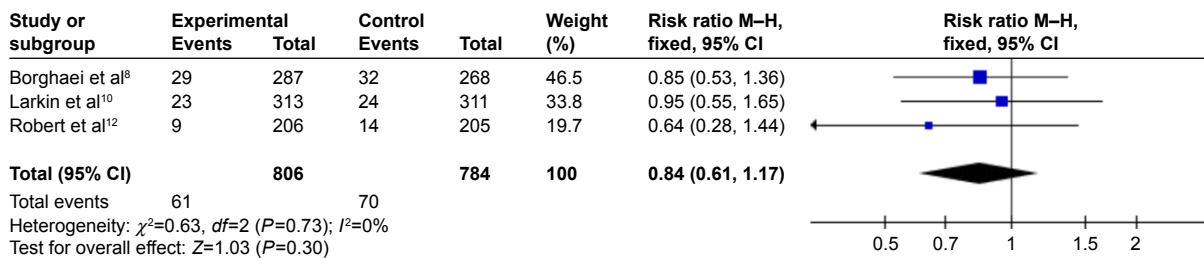 Study or Experimental Control Weight Risk ratio M–H, Risk ratio M–H,
subgroup Events Total Events Total (%) fixed, 95% CI fixed, 95% CI
Borghaei et al⁸ 29 287 32 268 46.5 0.85 (0.53, 1.36)
Larkin et al¹⁰ 23 313 24 311 33.8 0.95 (0.55, 1.65)
Robert et al¹² 9 206 14 205 19.7 0.64 (0.28, 1.44)
Total (95% CI) 806 784 100 0.84 (0.61, 1.17)
Total events 61 70
Heterogeneity: χ²=0.63, df=2 (P=0.73); I²=0%
Test for overall effect: Z=1.03 (P=0.30)
0.5 0.7 1 1.5 2